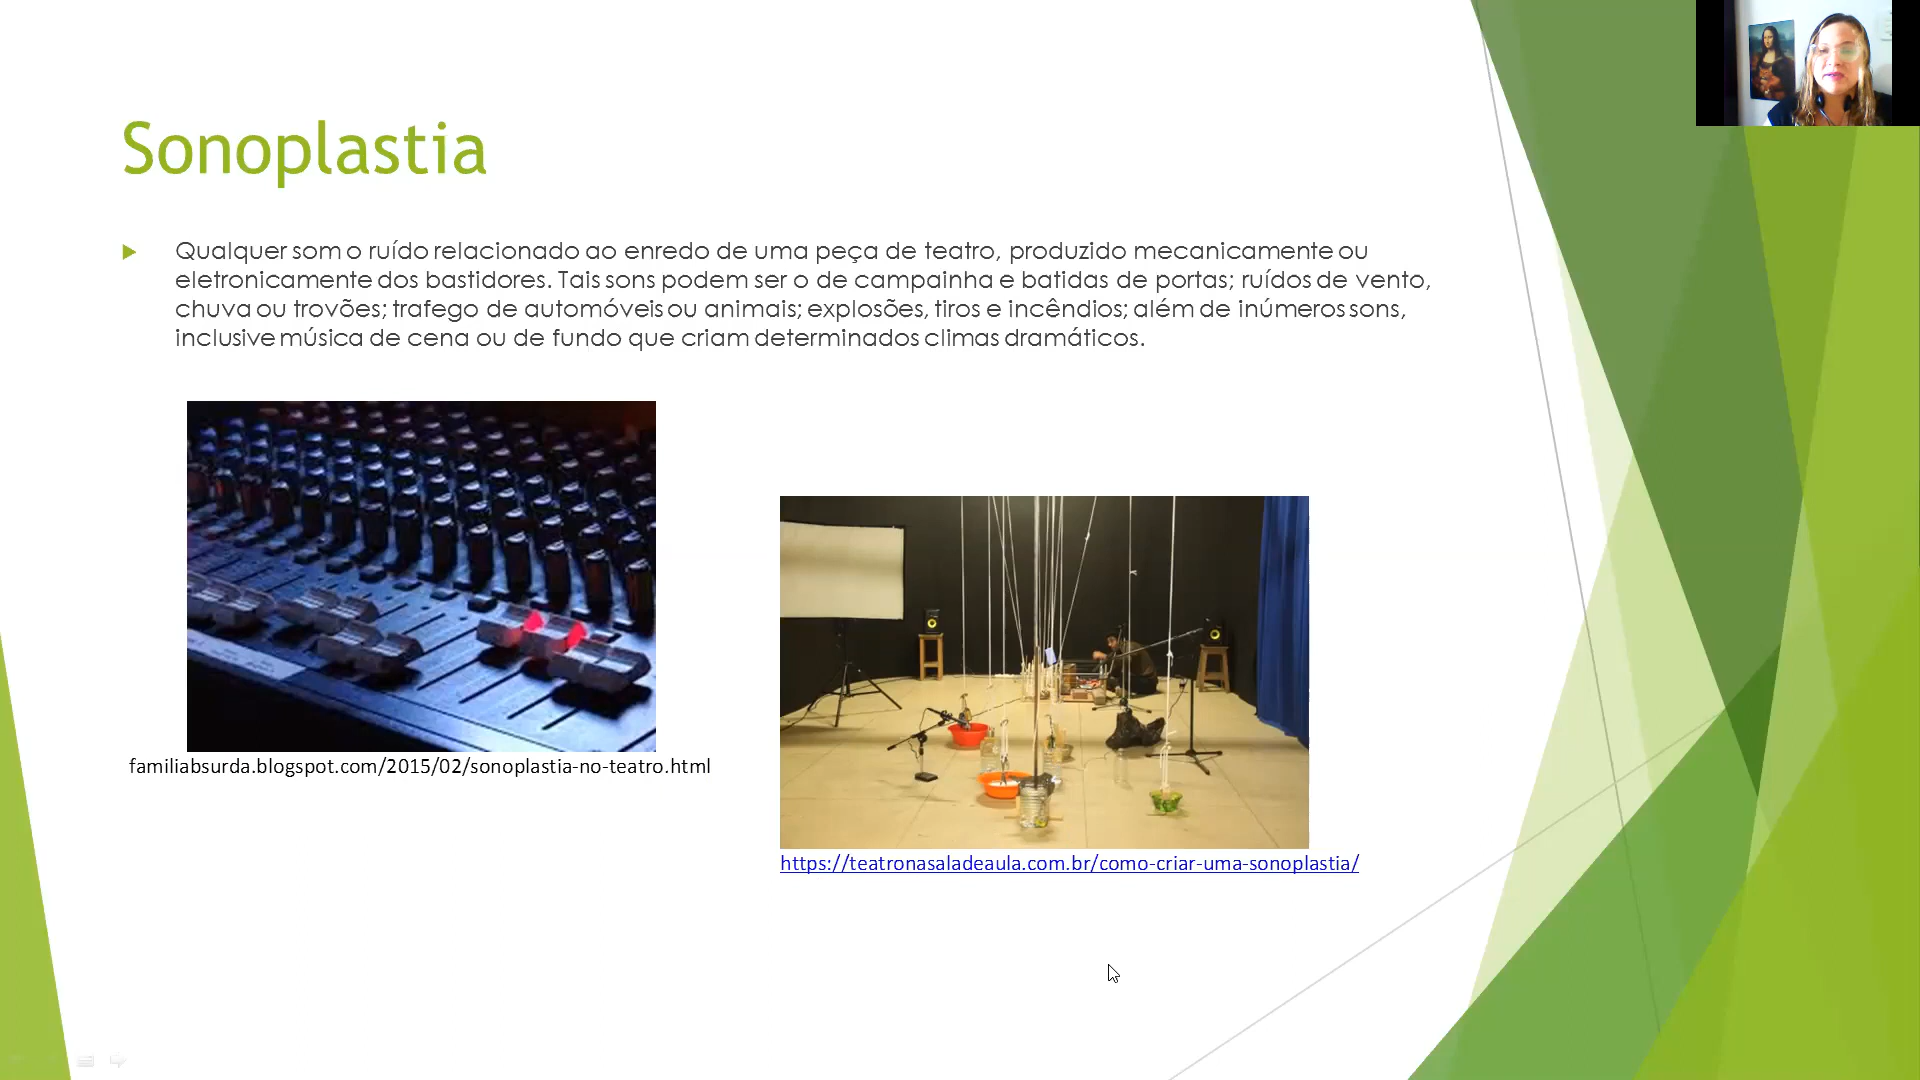 Sonoplastia
Qualquer som o ruído relacionado ao enredo de uma peça de teatro, produzido mecanicamente ou
eletronicamente dos bastidores. Tais sons podem ser o de campainha e batidas de portas; ruídos de vento,
chuva ou trovões; trafego de automóveis ou animais; explosões, tiros e incêndios; além de inúmeros sons,
inclusive música de cena ou de fundo que criam determinados climas dramáticos.
familiabsurda.blogspot.com/2015/02/sonoplastia-no-teatro.html
https://teatronasaladeaula.com.br/como-criar-uma-sonoplastia/